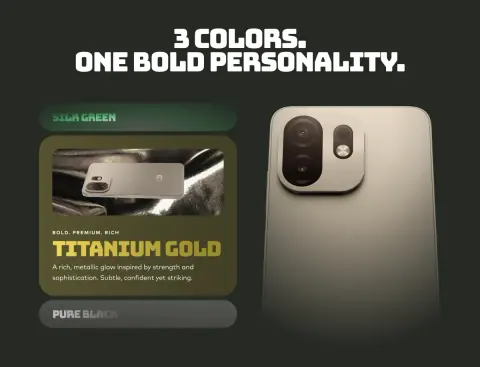 3 COLORS.
ONE BOLD PERSONALITY.
SILK GREEN
BOLD. PREMIUM. RICH
TITANIUM GOLD
A rich, metallic glow inspired by strength and
sophistication. Subtle, confident yet striking.
PURE BLACK